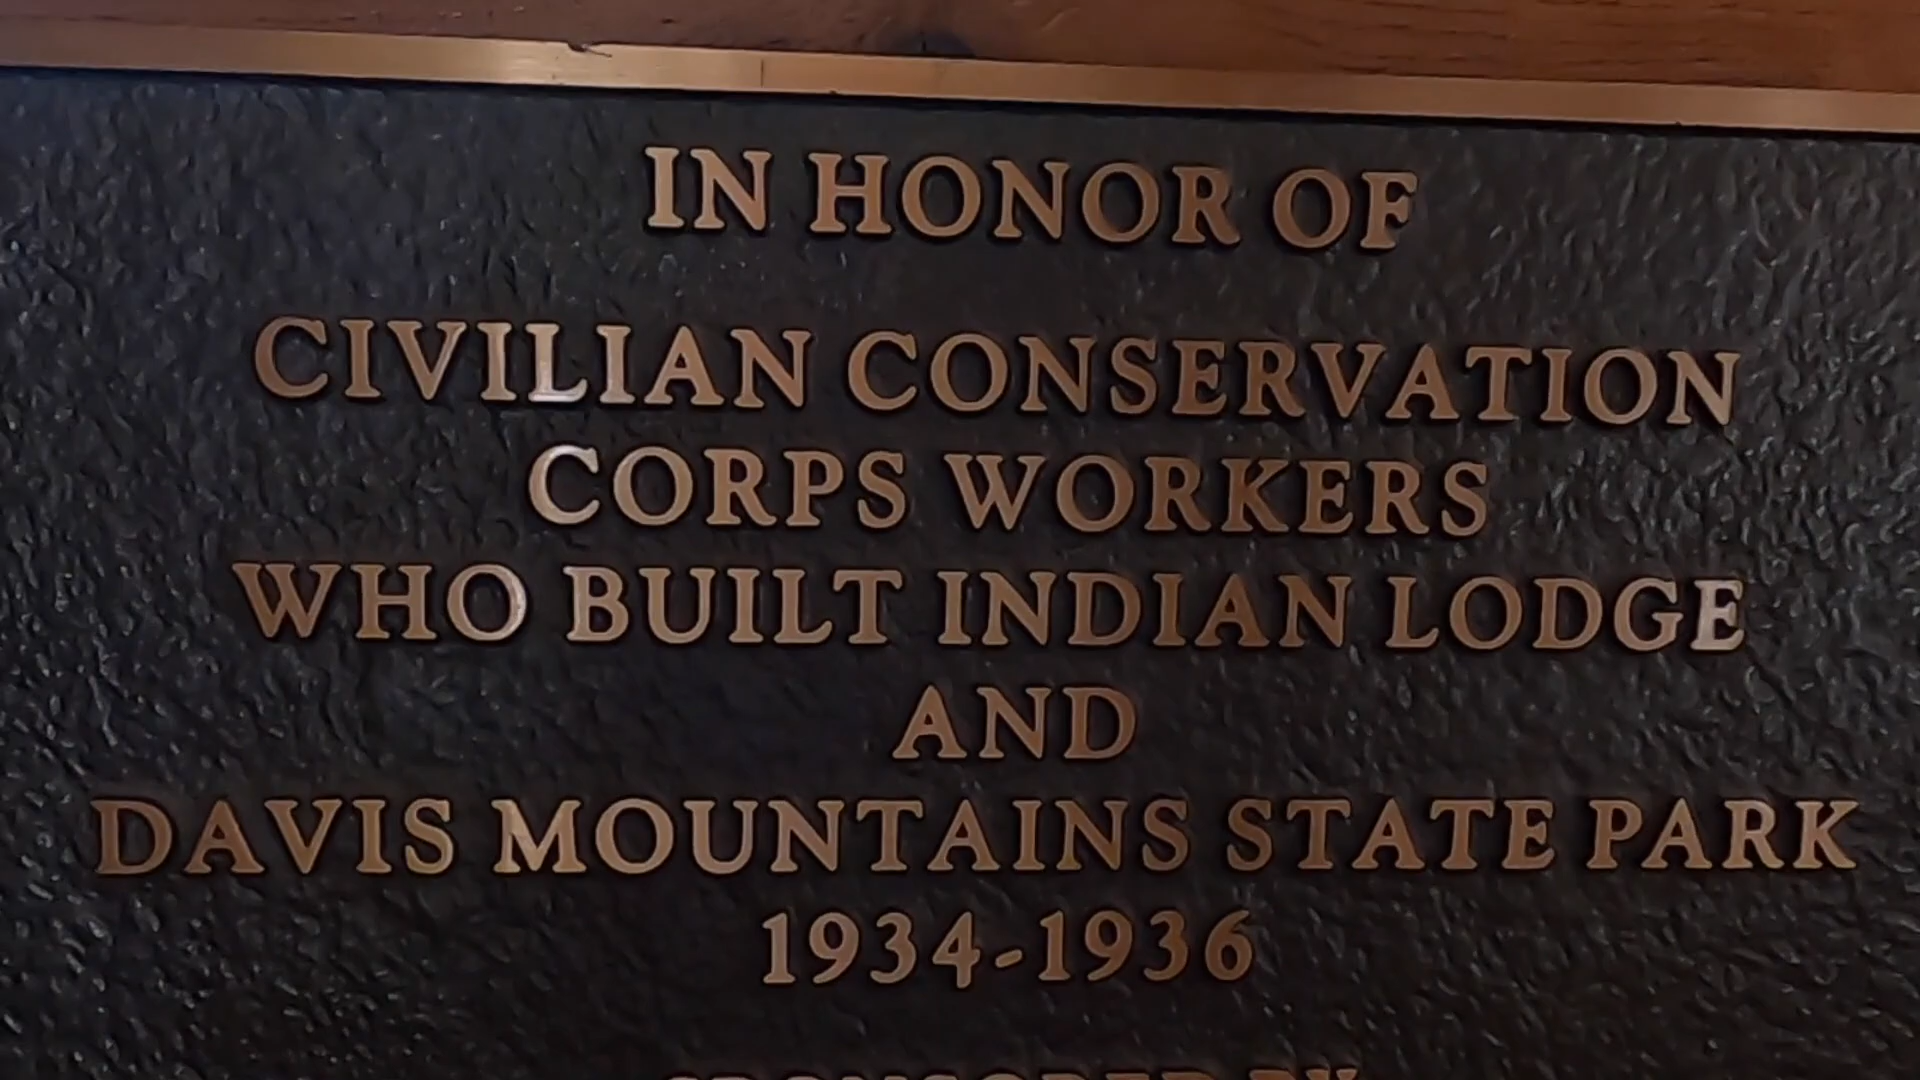 IN HONOR OF
CIVILIAN CONSERVATION
CORPS WORKERS
WHO BUILT INDIAN LODGE
AND
DAVIS MOUNTAINS STATE PARK
1934-1936